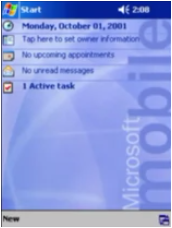 Start 2:08
Monday, October 01, 2001
Tap here to set owner information
No upcoming appointments
No unread messages
1 Active task
Microsoft
mobile
New